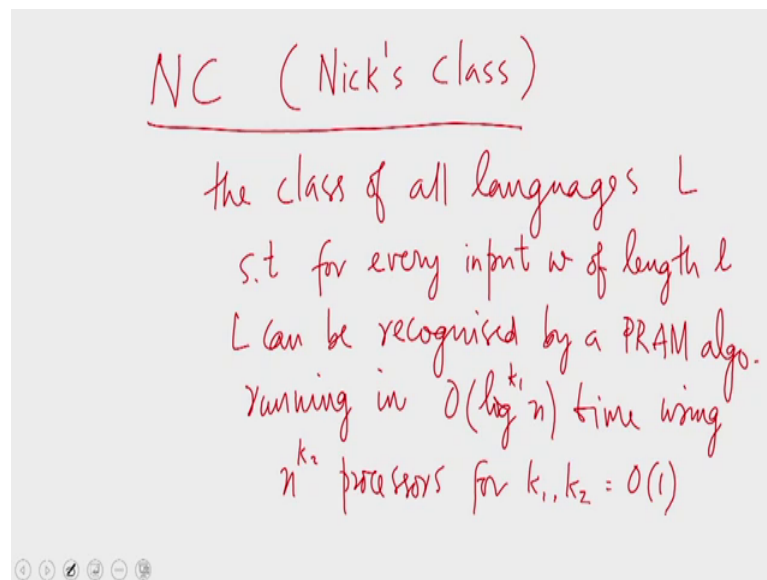 NC (Nick's class)
the class of all languages L
s.t for every input w of length l
L can be recognised by a PRAM algo.
running in O(log^k₁ n) time using
n^k₂ processors for k₁, k₂ = O(1)